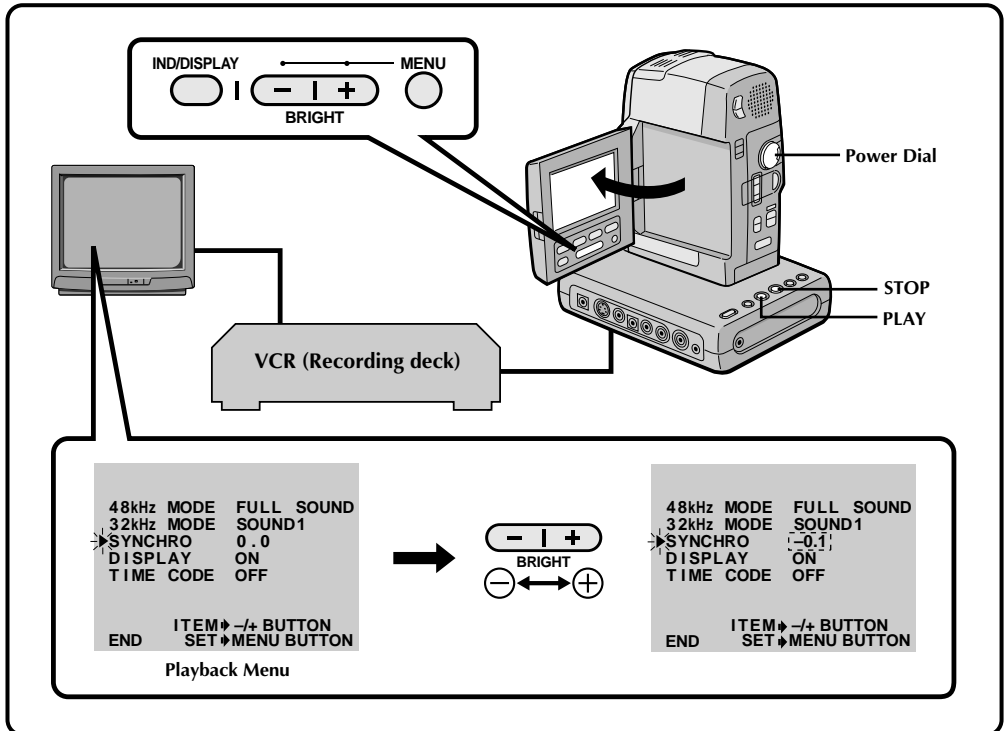 IND/DISPLAY
MENU
– +
BRIGHT
Power Dial
STOP
PLAY
VCR (Recording deck)
48kHz MODE FULL SOUND
32kHz MODE SOUND1
SYNCHRO 0.0
DISPLAY ON
TIME CODE OFF
ITEM –/+ BUTTON
END SET MENU BUTTON
Playback Menu
– +
BRIGHT
– +
48kHz MODE FULL SOUND
32kHz MODE SOUND1
SYNCHRO –0.1
DISPLAY ON
TIME CODE OFF
ITEM –/+ BUTTON
END SET MENU BUTTON